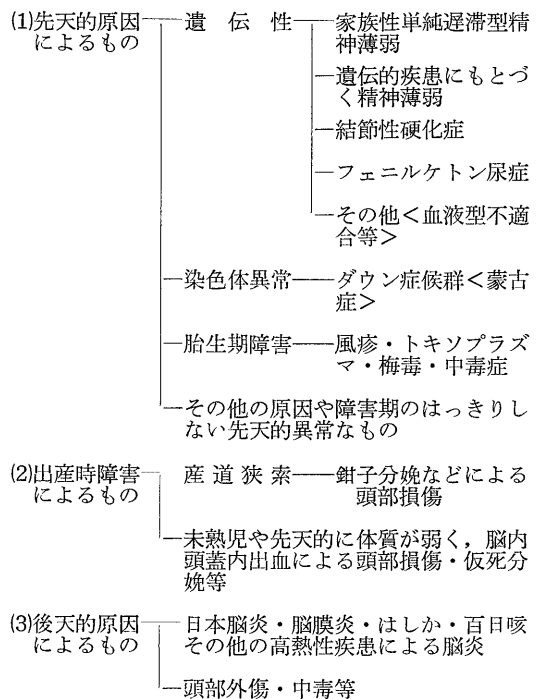 (1)先天的原因 遺伝性 家族性単純遅滞型精
によるもの 神薄弱
遺伝的疾患にもとづ
く精神薄弱
結節性硬化症
フェニルケトン尿症
その他<血液型不適
合等>
染色体異常 ダウン症候群<蒙古
症>
胎生期障害 風疹・トキソプラズ
マ・梅毒・中毒症
その他の原因や障害期のはっきりし
ない先天的異常なもの
(2)出産時障害 産道狭索 鉗子分娩などによる
によるもの 頭部損傷
未熟児や先天的に体質が弱く，脳内
頭蓋内出血による頭部損傷・仮死分
娩等
(3)後天的原因 日本脳炎・脳膜炎・はしか・百日咳
によるもの その他の高熱性疾患による脳炎
頭部外傷・中毒等